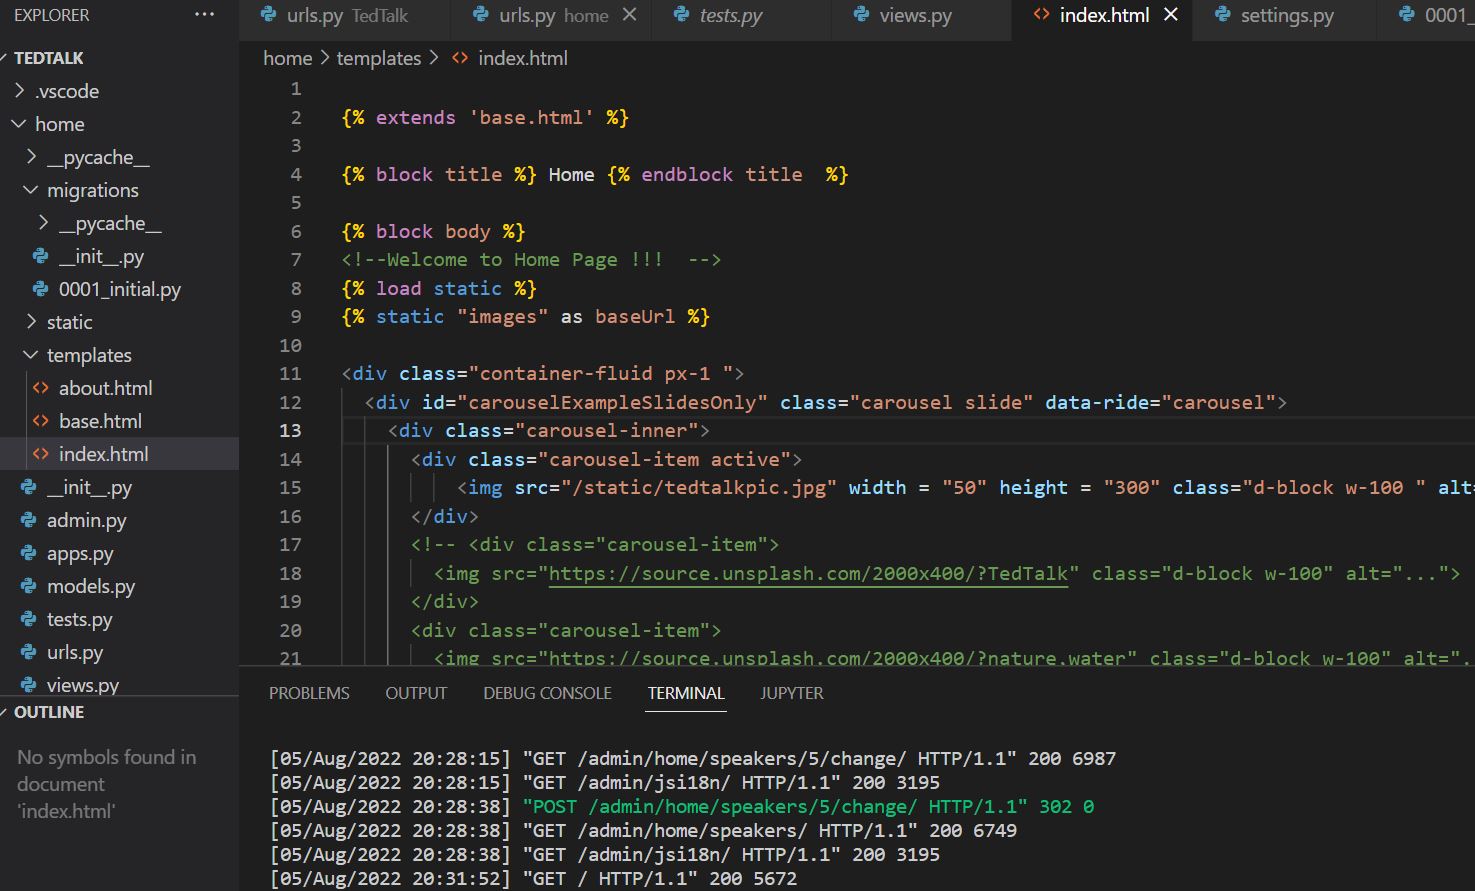 EXPLORER ...
TEDTALK
.vscode
home
__pycache__
migrations
__pycache__
__init__.py
0001_initial.py
static
templates
about.html
base.html
index.html
__init__.py
admin.py
apps.py
models.py
tests.py
urls.py
views.py
OUTLINE
No symbols found in
document
'index.html'
urls.py TedTalk urls.py home tests.py views.py index.html settings.py 0001_
home > templates > index.html
1
2 {% extends 'base.html' %}
3
4 {% block title %} Home {% endblock title  %}
5
6 {% block body %}
7 <!--Welcome to Home Page !!!  -->
8 {% load static %}
9 {% static "images" as baseUrl %}
10
11 <div class="container-fluid px-1 ">
12 <div id="carouselExampleSlidesOnly" class="carousel slide" data-ride="carousel">
13 <div class="carousel-inner">
14 <div class="carousel-item active">
15 <img src="/static/tedtalkpic.jpg" width = "50" height = "300" class="d-block w-100 " alt=
16 </div>
17 <!-- <div class="carousel-item">
18 <img src="https://source.unsplash.com/2000x400/?TedTalk" class="d-block w-100" alt="...">
19 </div>
20 <div class="carousel-item">
21 <img src="https://source.unsplash.com/2000x400/?nature,water" class="d-block w-100" alt=".
PROBLEMS OUTPUT DEBUG CONSOLE TERMINAL JUPYTER
[05/Aug/2022 20:28:15] "GET /admin/home/speakers/5/change/ HTTP/1.1" 200 6987
[05/Aug/2022 20:28:15] "GET /admin/jsi18n/ HTTP/1.1" 200 3195
[05/Aug/2022 20:28:38] "POST /admin/home/speakers/5/change/ HTTP/1.1" 302 0
[05/Aug/2022 20:28:38] "GET /admin/home/speakers/ HTTP/1.1" 200 6749
[05/Aug/2022 20:28:38] "GET /admin/jsi18n/ HTTP/1.1" 200 3195
[05/Aug/2022 20:31:52] "GET / HTTP/1.1" 200 5672